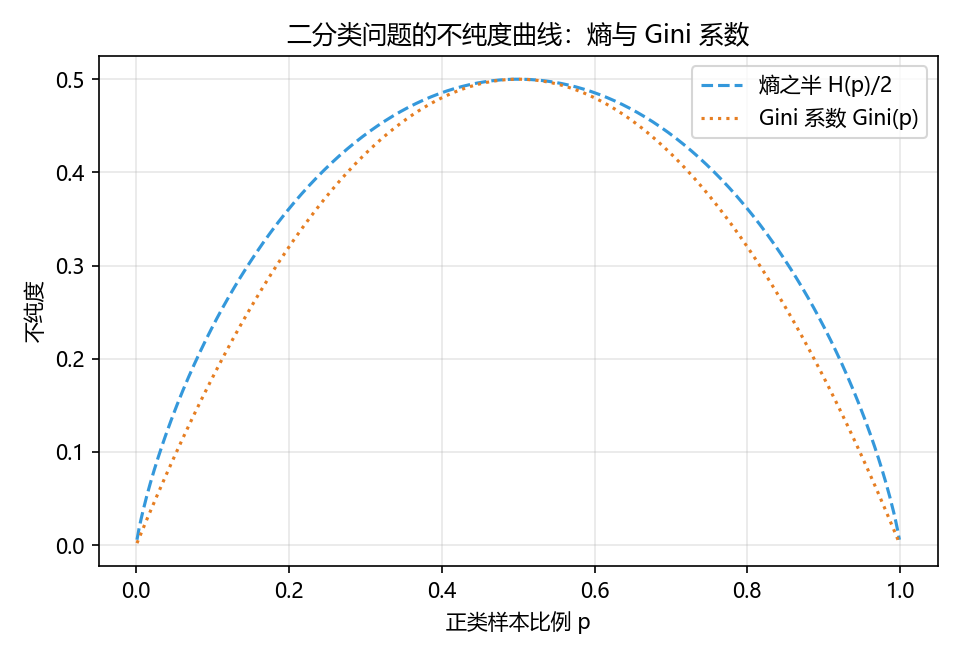 二分类问题的不纯度曲线：熵与 Gini 系数
熵之半 H(p)/2
Gini 系数 Gini(p)
不纯度
0.5
0.4
0.3
0.2
0.1
0.0
0.0 0.2 0.4 0.6 0.8 1.0
正类样本比例 p